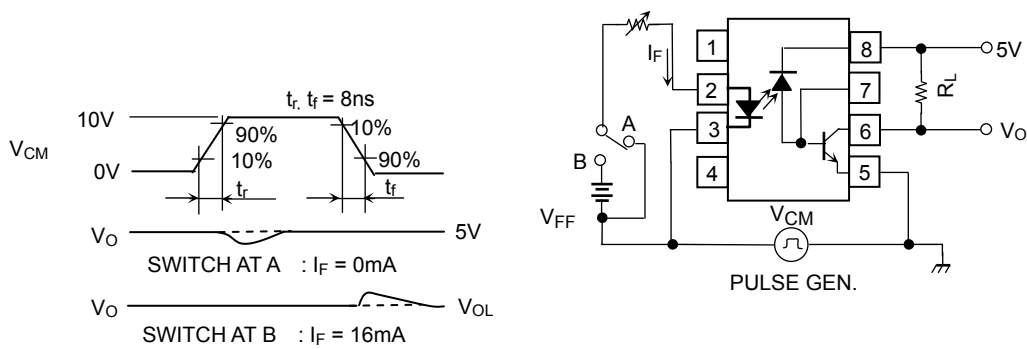 tr, tf = 8ns
10V
90%
10%
VCM
10%
90%
0V
tr
tf
VO
5V
SWITCH AT A : IF = 0mA
VO
VOL
SWITCH AT B : IF = 16mA
IF
1
2
3
4
8
7
6
5
5V
RL
VO
A
B
VFF
VCM
PULSE GEN.